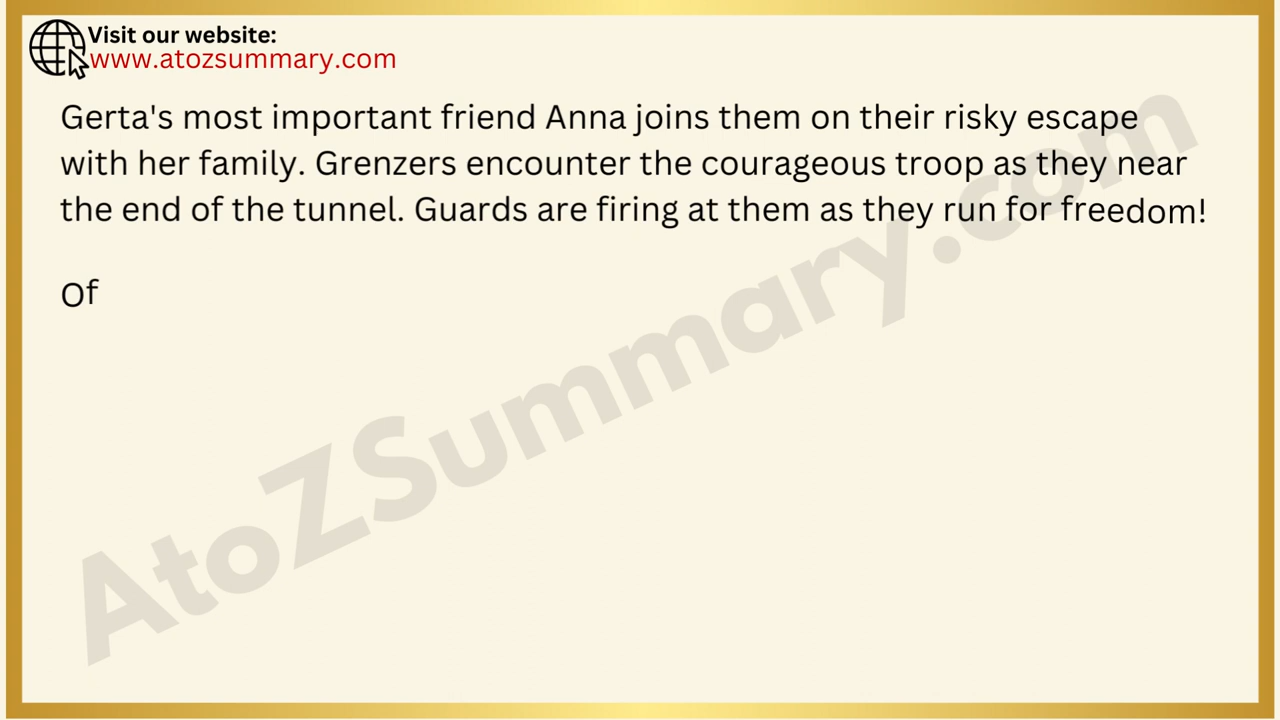 Visit our website:
www.atozsummary.com
Gerta's most important friend Anna joins them on their risky escape
with her family. Grenzers encounter the courageous troop as they near
the end of the tunnel. Guards are firing at them as they run for freedom!
Of
AtoZSummary.com